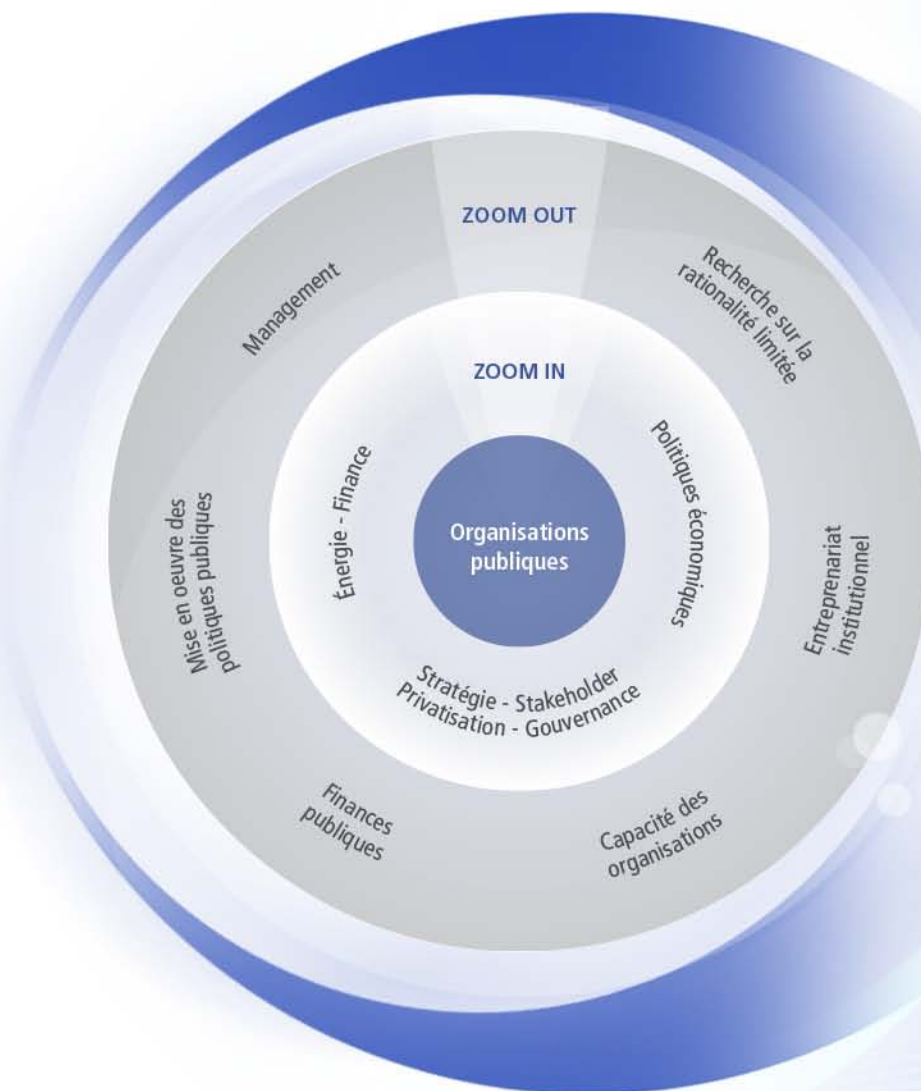 ZOOM OUT
Management
Recherche sur la
rationalité limitée
ZOOM IN
Énergie - Finance
Politiques économiques
Organisations
publiques
Mise en oeuvre des
politiques publiques
Entreprenariat
institutionnel
Stratégie - Stakeholder
Privatisation - Gouvernance
Finances
publiques
Capacité des
organisations